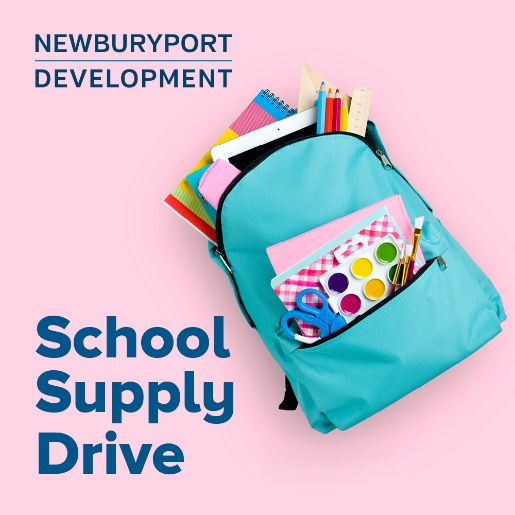 NEWBURYPORT
DEVELOPMENT
School
Supply
Drive